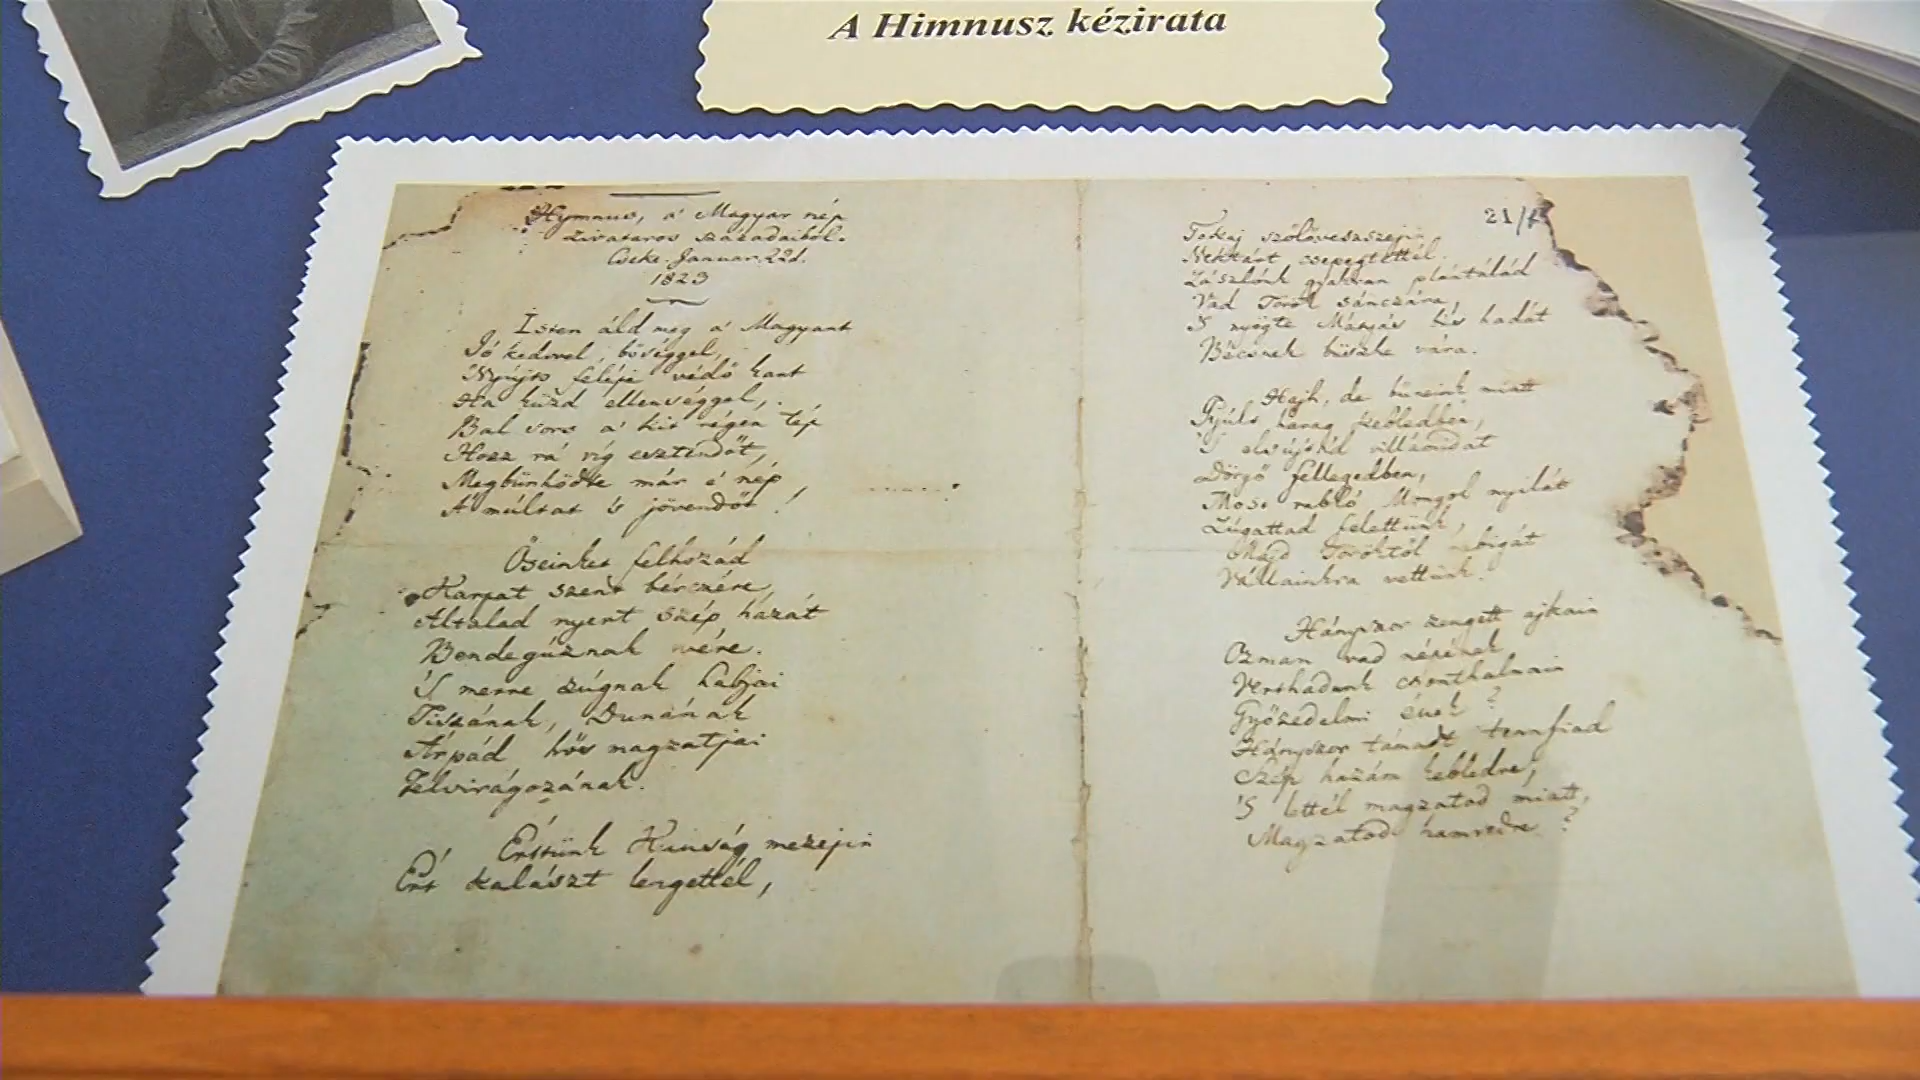 A Himnusz kézirata
Hymnus, a' Magyar nép
zivataros századaiból.
Cseke. Januar. 22d.
1823
Isten áld meg a' Magyart
Jó kedvvel, bőséggel,
Nyújts feléje védő kart
Ha küzd ellenséggel,
Bal sors a' kit régen tép
Hozz rá víg esztendőt,
Megbűnhődte már e' nép
A' múltat 's jövendőt!
Őseinket felhozád
Karpat szent bérczére,
Általad nyert szép hazát
Bendegúznak vére.
'S merre zúgnak habjai
Tiszának, Dunának
Árpád hős magzatjai
Felvirágozának.
Értünk Kunság mezejin
Ért kalászt lengettél,
21/
Tokaj szőlővesszejin
Nektárt csepegtettél.
Zászlónk gyakran plántálád
Vad Török sánczára,
'S nyögte Mátyás bús hadát
Bécsnek büszke vára.
Hajh, de bűneink miatt
Gyúlt harag kebledben,
'S elsújtád villámidat
Dörgő fellegedben,
Most rabló Mongol nyilát
Zúgattad felettünk,
Majd Töröktől rabigát
Vállainkra vettünk.
Hányszor zengett ajkain
Ozman vad népének
Vert hadunk csonthalmain
Győzedelmi ének?
Hányszor támadt tennfiad
Szép hazám kebledre,
'S lettél magzatod miatt,
Magzatod hamvedre?